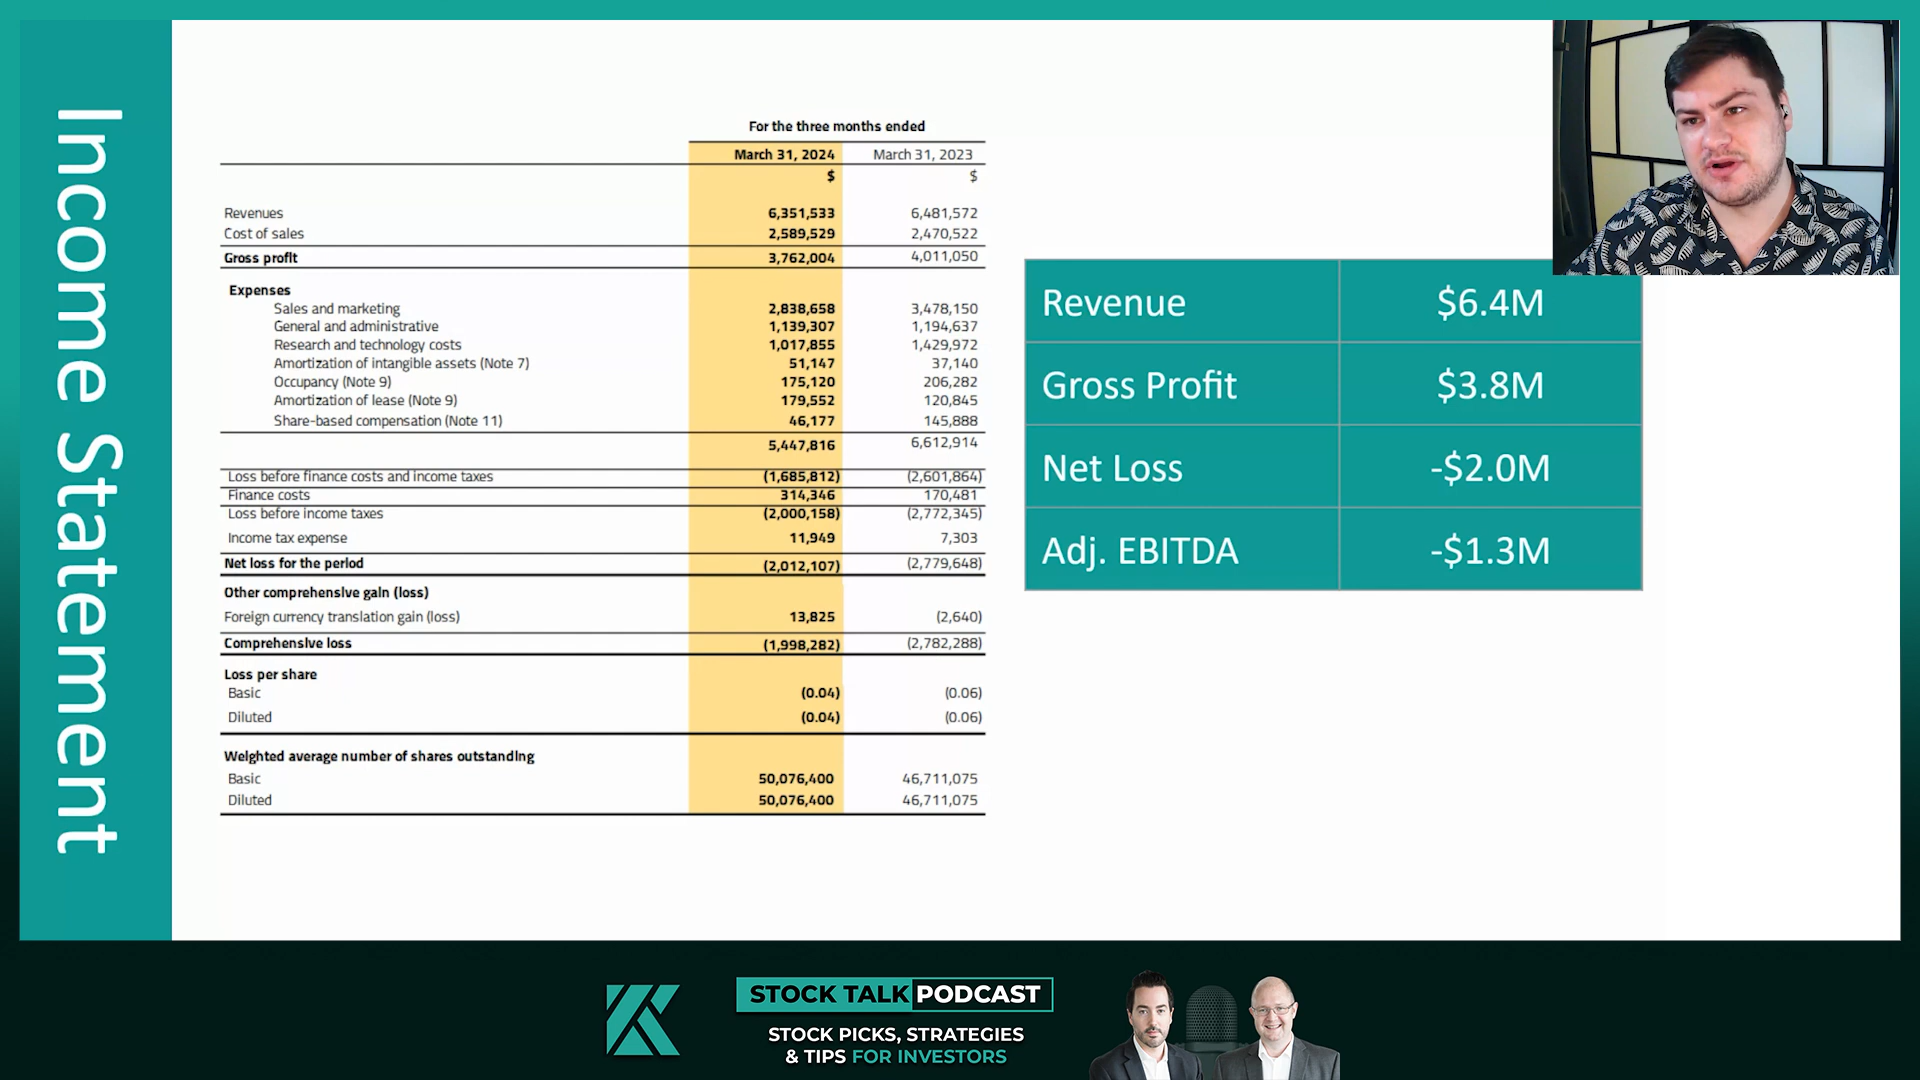 Income Statement
For the three months ended
March 31, 2024 March 31, 2023
$ $
Revenues 6,351,533 6,481,572
Cost of sales 2,589,529 2,470,522
Gross profit 3,762,004 4,011,050
Expenses
Sales and marketing 2,838,658 3,478,150
General and administrative 1,139,307 1,194,637
Research and technology costs 1,017,855 1,429,972
Amortization of intangible assets (Note 7) 51,147 37,140
Occupancy (Note 9) 175,120 206,282
Amortization of lease (Note 9) 179,552 120,845
Share-based compensation (Note 11) 46,177 145,888
5,447,816 6,612,914
Loss before finance costs and income taxes (1,685,812) (2,601,864)
Finance costs 314,346 170,481
Loss before income taxes (2,000,158) (2,772,345)
Income tax expense 11,949 7,303
Net loss for the period (2,012,107) (2,779,648)
Other comprehensive gain (loss)
Foreign currency translation gain (loss) 13,825 (2,640)
Comprehensive loss (1,998,282) (2,782,288)
Loss per share
Basic (0.04) (0.06)
Diluted (0.04) (0.06)
Weighted average number of shares outstanding
Basic 50,076,400 46,711,075
Diluted 50,076,400 46,711,075
Revenue $6.4M
Gross Profit $3.8M
Net Loss -$2.0M
Adj. EBITDA -$1.3M
STOCK TALK PODCAST
STOCK PICKS, STRATEGIES
& TIPS FOR INVESTORS